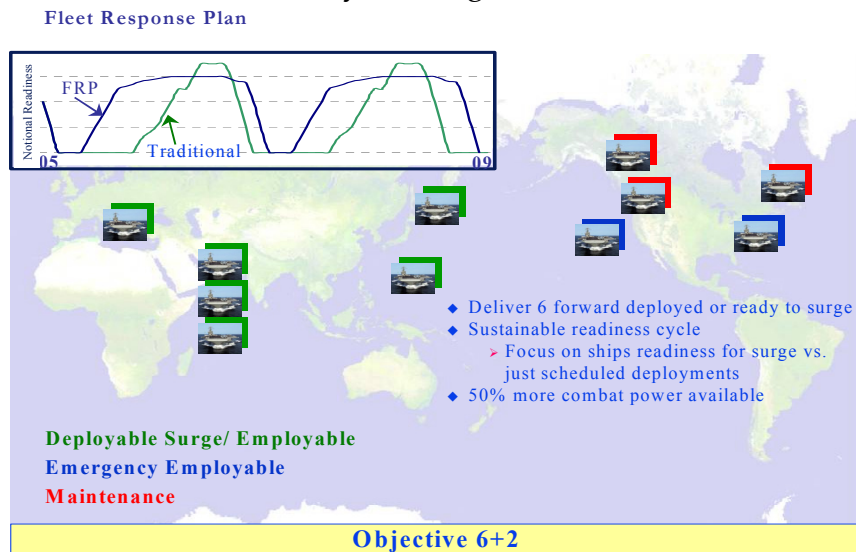 Fleet Response Plan
Notional Readiness
FRP
Traditional
05
09
◆ Deliver 6 forward deployed or ready to surge
◆ Sustainable readiness cycle
➢ Focus on ships readiness for surge vs.
just scheduled deployments
◆ 50% more combat power available
Deployable Surge/ Employable
Emergency Employable
Maintenance
Objective 6+2